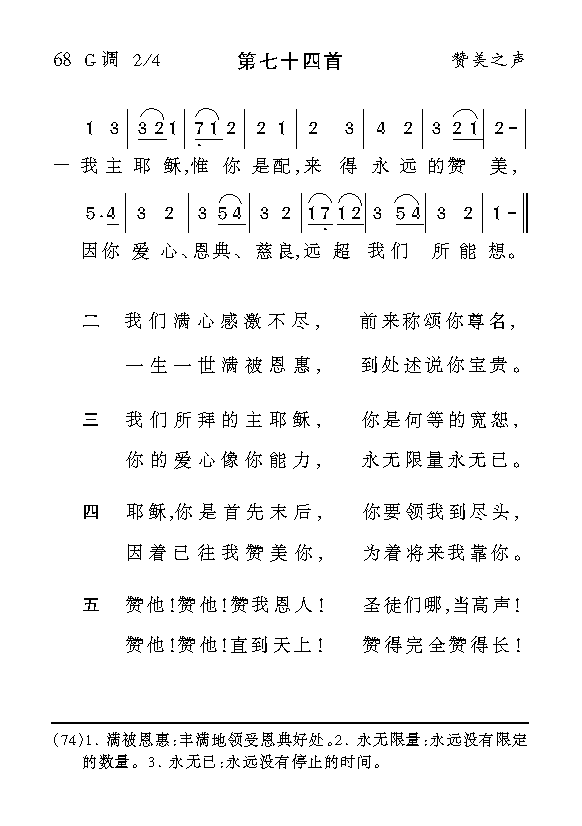 68 G调 2/4 第七十四首 赞美之声
1 3 3 2 1 7 1 2 2 1 2 3 4 2 3 2 1 2 -
一 我主耶稣,惟你是配,来得永远的赞美,
5. 4 3 2 3 5 4 3 2 1 7 1 2 3 5 4 3 2 1 -
因你爱心、恩典、慈良,远超我们所能想。
二 我们满心感激不尽, 前来称颂你尊名,
一生一世满被恩惠, 到处述说你宝贵。
三 我们所拜的主耶稣, 你是何等的宽恕,
你的爱心像你能力, 永无限量永无已。
四 耶稣,你是首先末后, 你要领我到尽头,
因着已往我赞美你, 为着将来我靠你。
五 赞他!赞他!赞我恩人! 圣徒们哪,当高声!
赞他!赞他!直到天上! 赞得完全赞得长!
(74)1. 满被恩惠:丰满地领受恩典好处。2. 永无限量:永远没有限定
的数量。 3. 永无已:永远没有停止的时间。